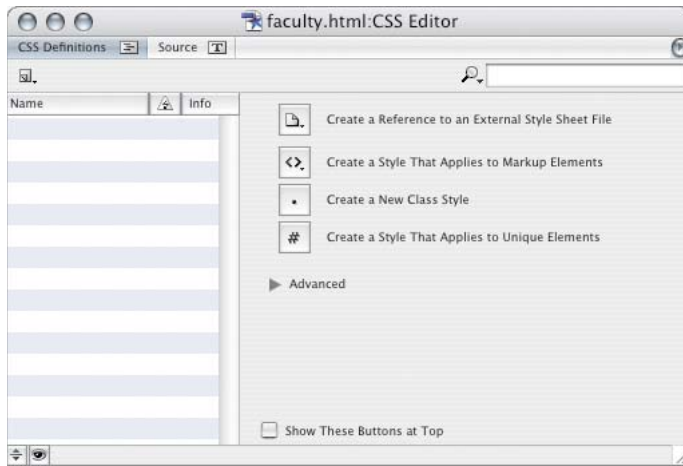 faculty.html:CSS Editor
CSS Definitions Source T
Name Info
Create a Reference to an External Style Sheet File
<> Create a Style That Applies to Markup Elements
. Create a New Class Style
# Create a Style That Applies to Unique Elements
Advanced
Show These Buttons at Top